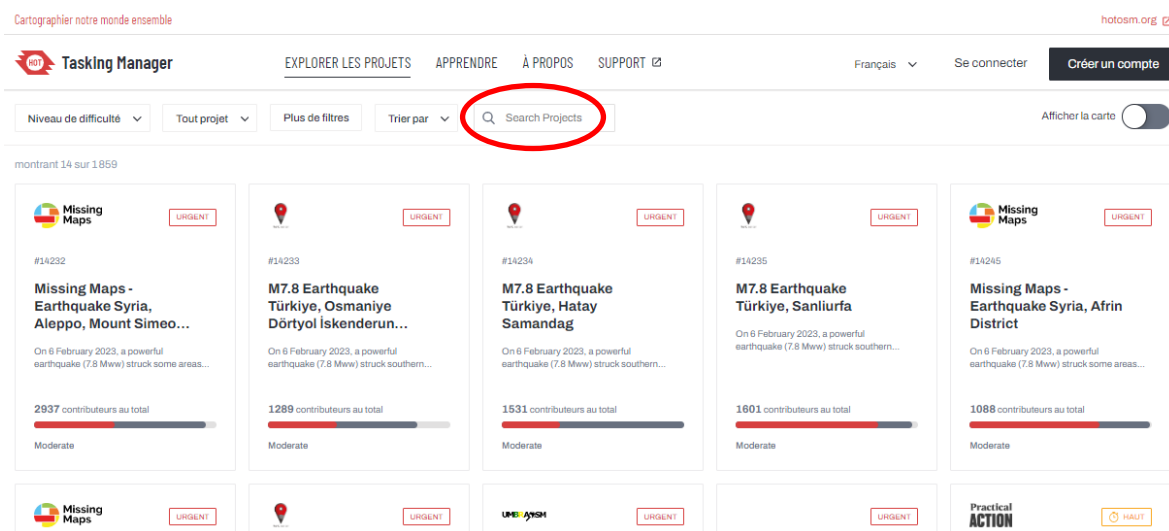 Cartographier notre monde ensemble
hotosm.org
HOT Tasking Manager
EXPLORER LES PROJETS APPRENDRE À PROPOS SUPPORT
Français Se connecter Créer un compte
Niveau de difficulté Tout projet Plus de filtres Trier par Search Projects Afficher la carte
montrant 14 sur 1859
Missing
Maps
URGENT
#14232
Missing Maps -
Earthquake Syria,
Aleppo, Mount Simeo...
On 6 February 2023, a powerful
earthquake (7.8 Mww) struck some areas...
2937 contributeurs au total
Moderate
URGENT
#14233
M7.8 Earthquake
Türkiye, Osmaniye
Dörtyol İskenderun...
On 6 February 2023, a powerful
earthquake (7.8 Mww) struck southern...
1289 contributeurs au total
Moderate
URGENT
#14234
M7.8 Earthquake
Türkiye, Hatay
Samandag
On 6 February 2023, a powerful
earthquake (7.8 Mww) struck southern...
1531 contributeurs au total
Moderate
URGENT
#14235
M7.8 Earthquake
Türkiye, Sanliurfa
On 6 February 2023, a powerful
earthquake (7.8 Mww) struck southern...
1601 contributeurs au total
Moderate
Missing
Maps
URGENT
#14245
Missing Maps -
Earthquake Syria, Afrin
District
On 6 February 2023, a powerful
earthquake (7.8 Mww) struck some areas...
1088 contributeurs au total
Moderate
Missing
Maps
URGENT
URGENT
URGENT
URGENT
Practical
ACTION
HAUT